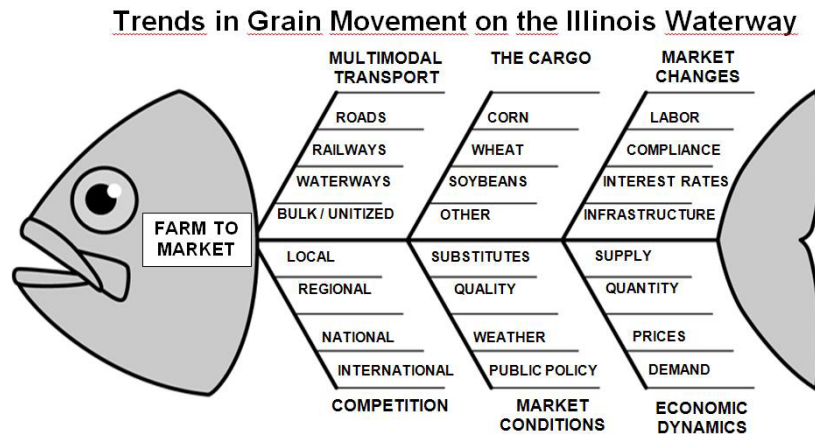 Trends in Grain Movement on the Illinois Waterway
MULTIMODAL
TRANSPORT
THE CARGO
MARKET
CHANGES
ROADS
CORN
LABOR
RAILWAYS
WHEAT
COMPLIANCE
WATERWAYS
SOYBEANS
INTEREST RATES
BULK / UNITIZED
OTHER
INFRASTRUCTURE
FARM TO
MARKET
LOCAL
SUBSTITUTES
SUPPLY
REGIONAL
QUALITY
QUANTITY
NATIONAL
WEATHER
PRICES
INTERNATIONAL
PUBLIC POLICY
DEMAND
COMPETITION
MARKET
CONDITIONS
ECONOMIC
DYNAMICS